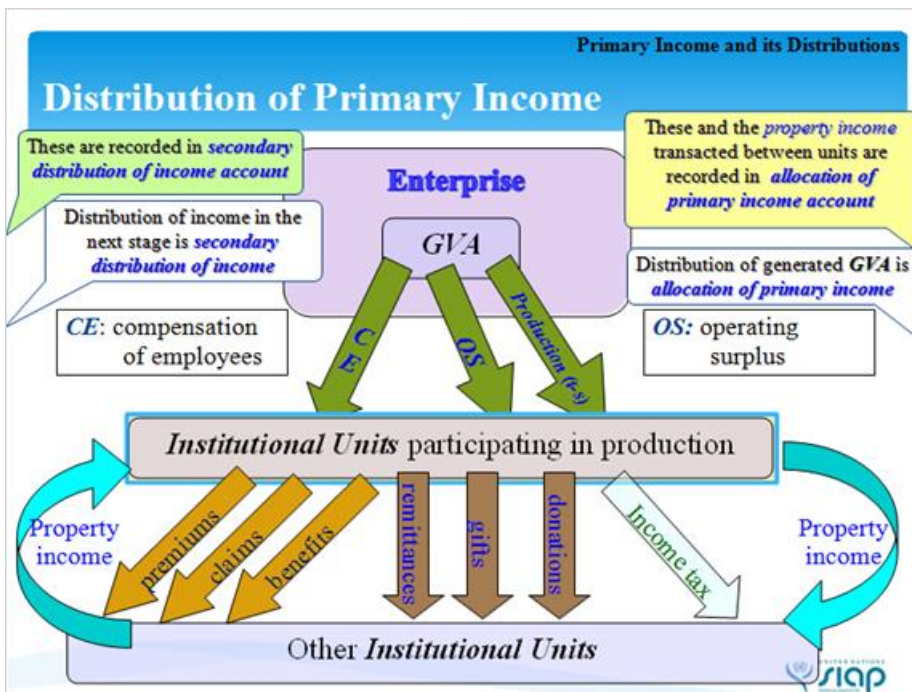 Primary Income and its Distributions
Distribution of Primary Income
These are recorded in secondary
distribution of income account
These and the property income
transacted between units are
recorded in allocation of
primary income account
Enterprise
Distribution of income in the
next stage is secondary
distribution of income
GVA
Distribution of generated GVA is
allocation of primary income
CE: compensation
of employees
CE
OS
Production (t-s)
OS: operating
surplus
Institutional Units participating in production
Property
income
premiums
claims
benefits
remittances
gifts
donations
Income tax
Property
income
Other Institutional Units
UNITED NATIONS
siap